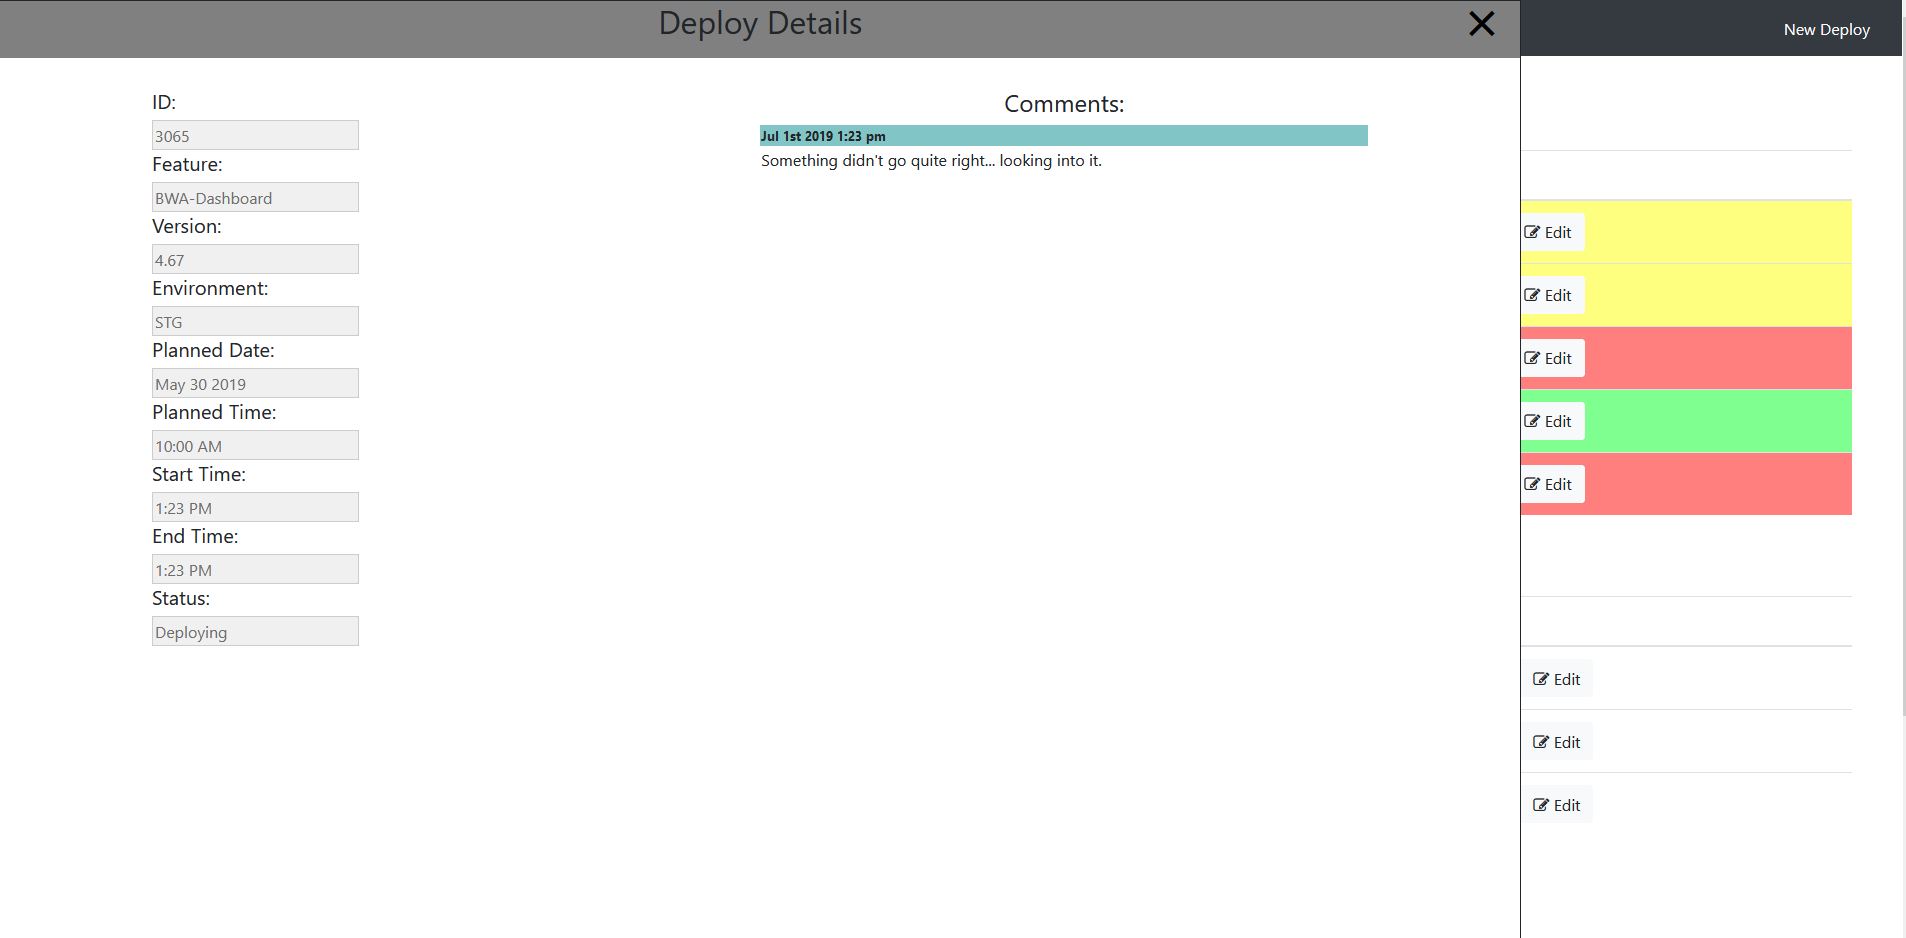 Deploy Details
New Deploy
ID:
3065
Feature:
BWA-Dashboard
Version:
4.67
Environment:
STG
Planned Date:
May 30 2019
Planned Time:
10:00 AM
Start Time:
1:23 PM
End Time:
1:23 PM
Status:
Deploying
Comments:
Jul 1st 2019 1:23 pm
Something didn't go quite right... looking into it.
Edit
Edit
Edit
Edit
Edit
Edit
Edit
Edit